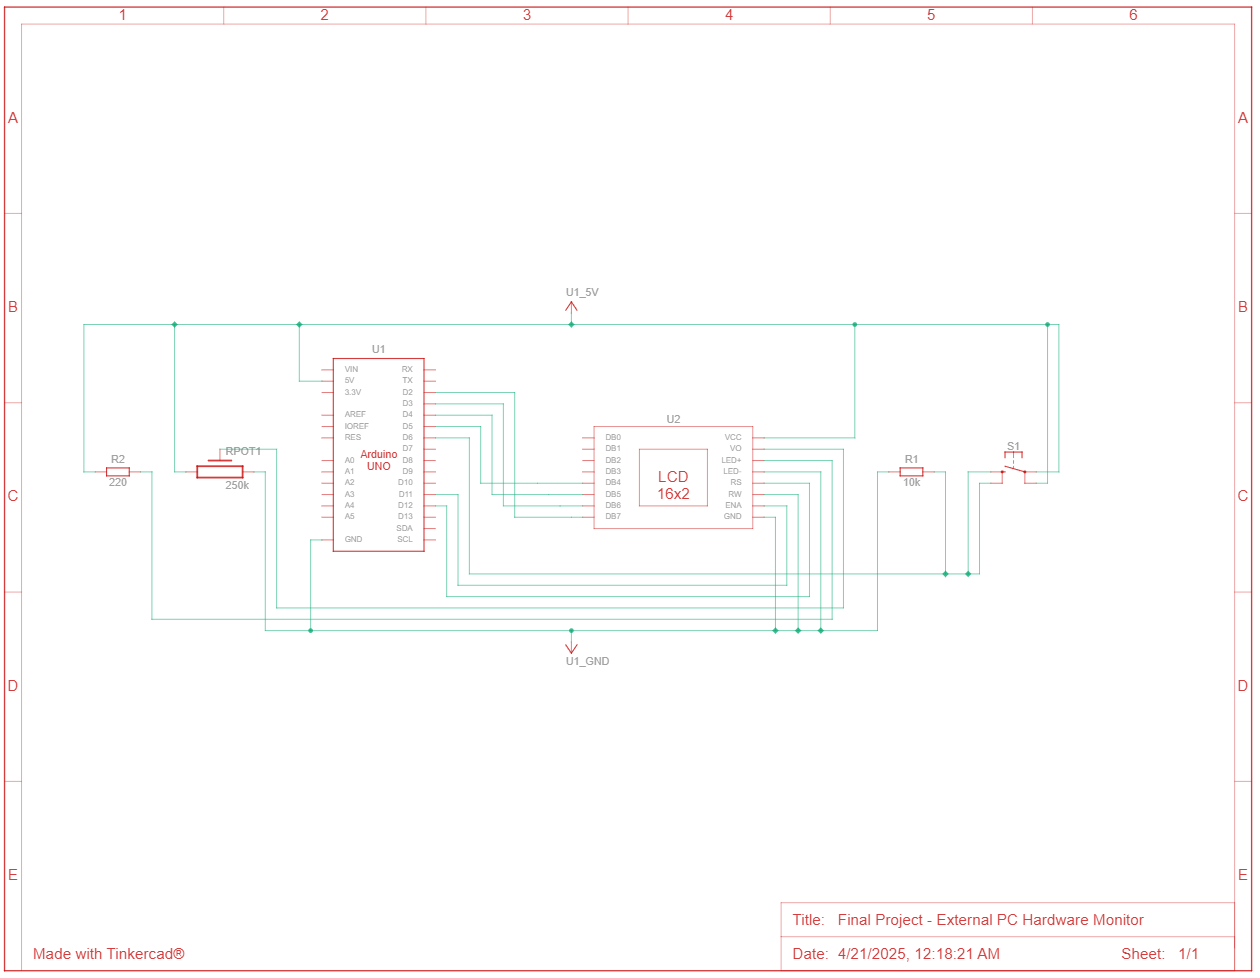 1 2 3 4 5 6
A A
B B
C C
D D
E E
U1_5V
U1
VIN RX
5V TX
3.3V D2
D3
AREF D4
IOREF D5
RES D6
D7
A0 D8
A1 D9
A2 D10
A3 D11
A4 D12
A5 D13
SDA
GND SCL
Arduino
UNO
R2
220
RPOT1
250k
U2
DB0 VCC
DB1 VO
DB2 LED+
DB3 LED-
DB4 RS
DB5 RW
DB6 ENA
DB7 GND
LCD
16x2
R1
10k
S1
U1_GND
Title: Final Project - External PC Hardware Monitor
Made with Tinkercad®
Date: 4/21/2025, 12:18:21 AM Sheet: 1/1